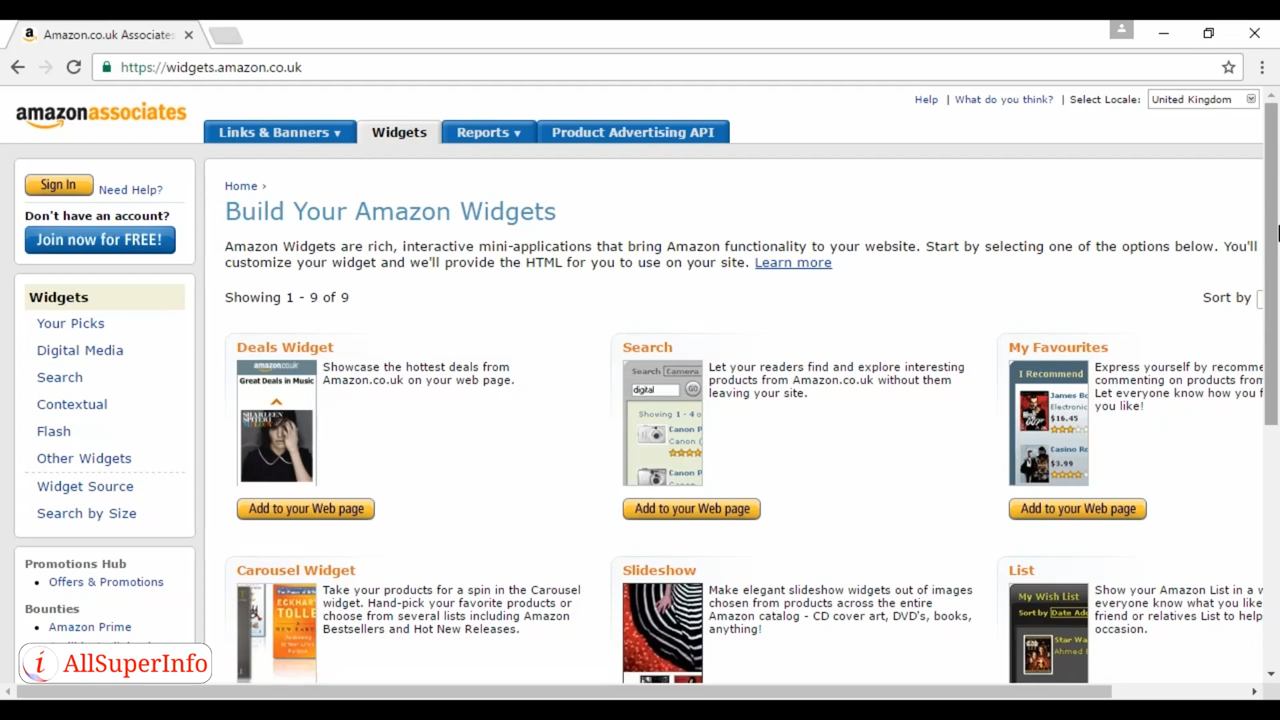 Amazon.co.uk Associates
https://widgets.amazon.co.uk
amazonassociates
Help | What do you think? | Select Locale: United Kingdom
Links & Banners ▾ Widgets Reports ▾ Product Advertising API
Sign In Need Help?
Don't have an account?
Join now for FREE!
Widgets
Your Picks
Digital Media
Search
Contextual
Flash
Other Widgets
Widget Source
Search by Size
Promotions Hub
• Offers & Promotions
Bounties
• Amazon Prime
i AllSuperInfo
Home ›
Build Your Amazon Widgets
Amazon Widgets are rich, interactive mini-applications that bring Amazon functionality to your website. Start by selecting one of the options below. You'll
customize your widget and we'll provide the HTML for you to use on your site. Learn more
Showing 1 - 9 of 9
Sort by
Deals Widget
amazon.co.uk
Great Deals in Music
Showcase the hottest deals from
Amazon.co.uk on your web page.
Add to your Web page
Search
Search Camera
digital GO
Showing 1 - 4 o
Canon P
Canon (
Canon P
Canon
Let your readers find and explore interesting
products from Amazon.co.uk without them
leaving your site.
Add to your Web page
My Favourites
I Recommend
James Bo
Electronic
$16.45
Casino Ro
$3.99
Express yourself by recomme
commenting on products from
Let everyone know how you f
you like!
Add to your Web page
Carousel Widget
ECKHART
TOLLE
Take your products for a spin in the Carousel
widget. Hand-pick your favorite products or
choose from several lists including Amazon
Bestsellers and Hot New Releases.
Slideshow
Make elegant slideshow widgets out of images
chosen from products across the entire
Amazon catalog - CD cover art, DVD's, books,
anything!
List
My Wish List
Sort by Date Add
Star Wa
Ahmed B
Show your Amazon List in a w
everyone know what you like
friend or relatives List to help
occasion.